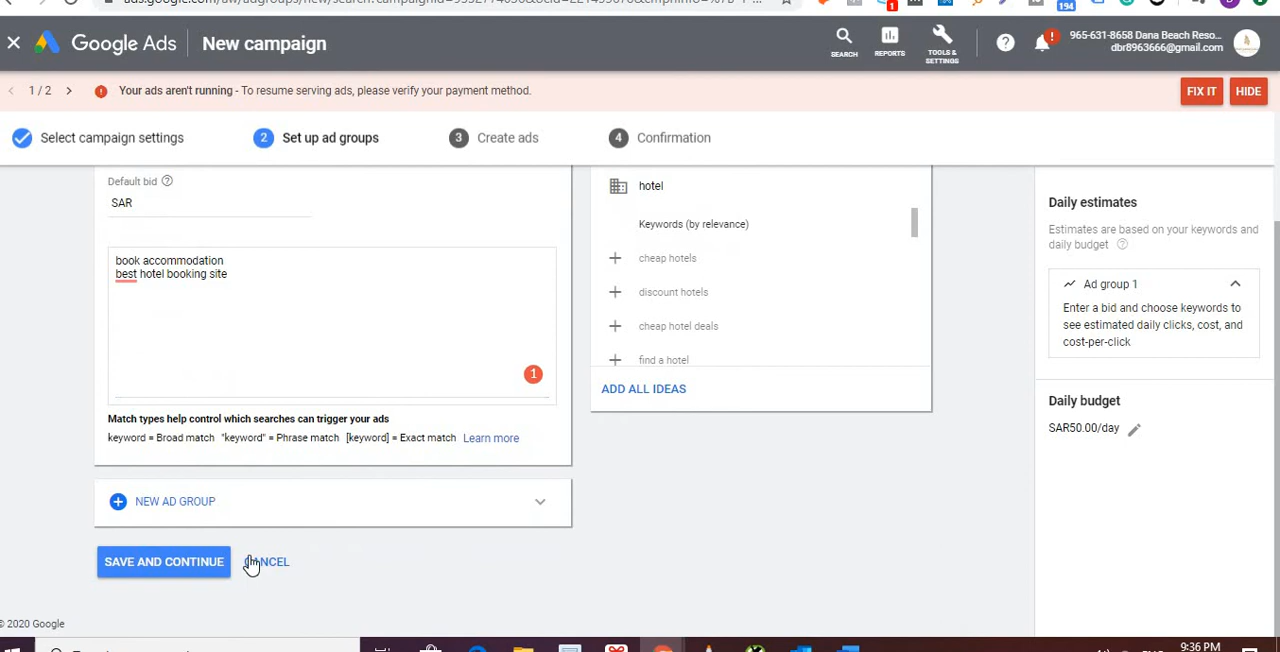 Google Ads
New campaign
SEARCH
REPORTS
TOOLS &
SETTINGS
965-631-8658 Dana Beach Reso...
dbr8963666@gmail.com
1 / 2
Your ads aren't running - To resume serving ads, please verify your payment method.
FIX IT
HIDE
Select campaign settings
2 Set up ad groups
3 Create ads
4 Confirmation
Default bid
SAR
book accommodation
best hotel booking site
1
Match types help control which searches can trigger your ads
keyword = Broad match "keyword" = Phrase match [keyword] = Exact match Learn more
NEW AD GROUP
SAVE AND CONTINUE
hotel
Keywords (by relevance)
cheap hotels
discount hotels
cheap hotel deals
find a hotel
ADD ALL IDEAS
Daily estimates
Estimates are based on your keywords and
daily budget
Ad group 1
Enter a bid and choose keywords to
see estimated daily clicks, cost, and
cost-per-click
Daily budget
SAR50.00/day
© 2020 Google
194
1
9:36 PM